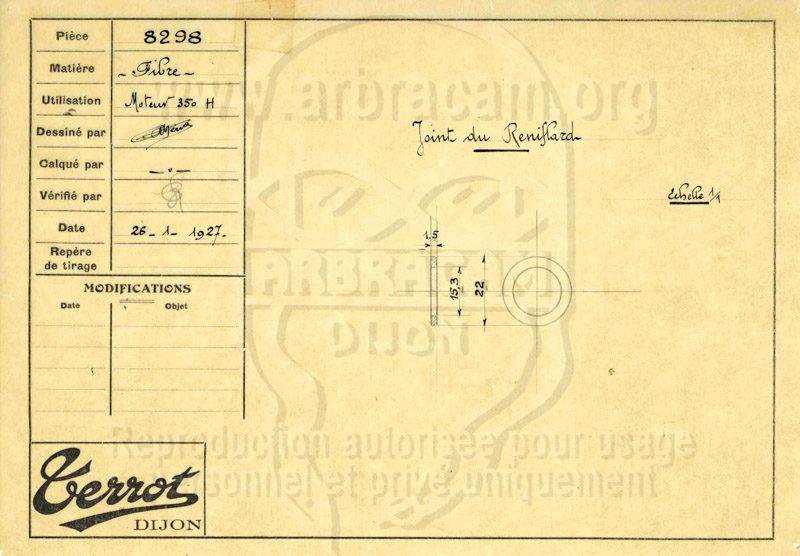 Pièce 8298
Matière - Fibre -
Utilisation Moteur 350 H
Dessiné par
Calqué par - " -
Vérifié par
Date 26 - 1 - 1927.
Repère
de tirage
MODIFICATIONS
Date Objet
Terrot
DIJON
Joint du Reniflard
Echelle 1/1
1.5
15,3
22
www.arbracam.org
ARBRACAM
DIJON
Reproduction autorisée pour usage
personnel et privé uniquement